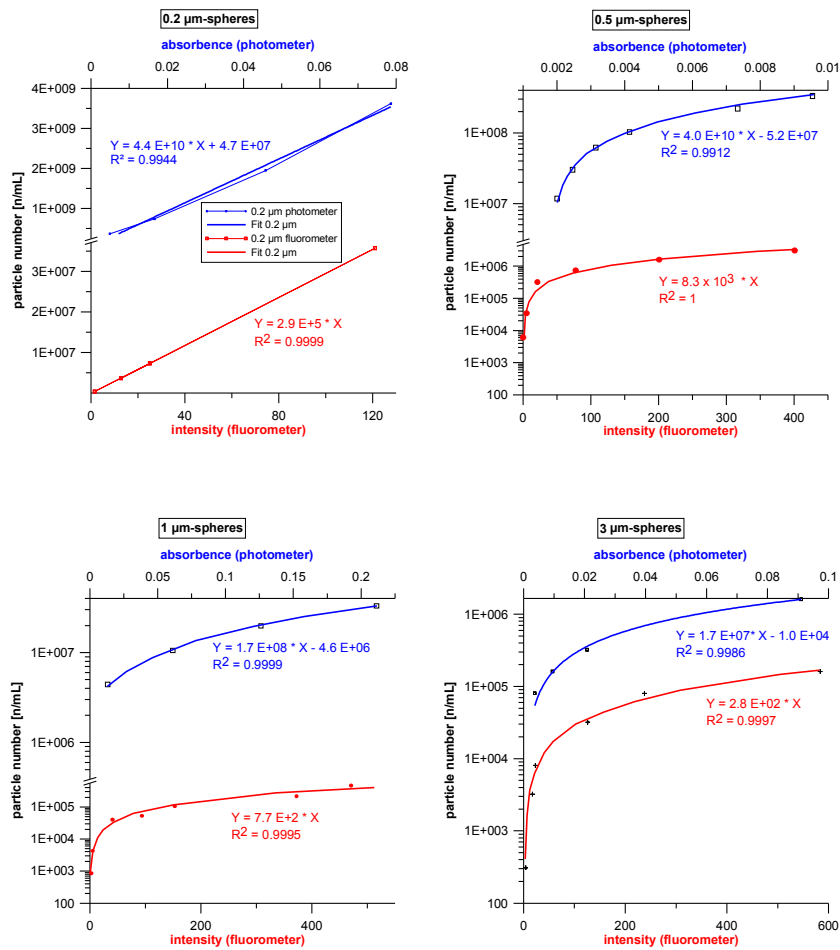 0.2 µm-spheres
absorbence (photometer)
0 0.02 0.04 0.06 0.08
4E+009
3E+009
2E+009
1E+009
3E+007
2E+007
1E+007
particle number [n/mL]
Y = 4.4 E+10 * X + 4.7 E+07
R² = 0.9944
0.2 µm photometer
Fit 0.2 µm
0.2 µm fluorometer
Fit 0.2 µm
Y = 2.9 E+5 * X
R2 = 0.9999
0 40 80 120
intensity (fluorometer)
0.5 µm-spheres
absorbence (photometer)
0.002 0.004 0.006 0.008 0.01
1E+008
1E+007
1E+006
1E+005
1E+004
1E+003
100
particle number [n/mL]
Y = 4.0 E+10 * X - 5.2 E+07
R2 = 0.9912
Y = 8.3 x 103 * X
R2 = 1
0 100 200 300 400
intensity (fluorometer)
1 µm-spheres
absorbence (photometer)
0 0.05 0.1 0.15 0.2
1E+007
1E+006
1E+005
1E+004
1E+003
100
particle number [n/mL]
Y = 1.7 E+08 * X - 4.6 E+06
R2 = 0.9999
Y = 7.7 E+2 * X
R2 = 0.9995
0 200 400
intensity (fluorometer)
3 µm-spheres
absorbence (photometer)
0 0.02 0.04 0.06 0.08 0.1
1E+006
1E+005
1E+004
1E+003
100
particle number [n/mL]
Y = 1.7 E+07* X - 1.0 E+04
R2 = 0.9986
Y = 2.8 E+02 * X
R2 = 0.9997
0 200 400 600
intensity (fluorometer)